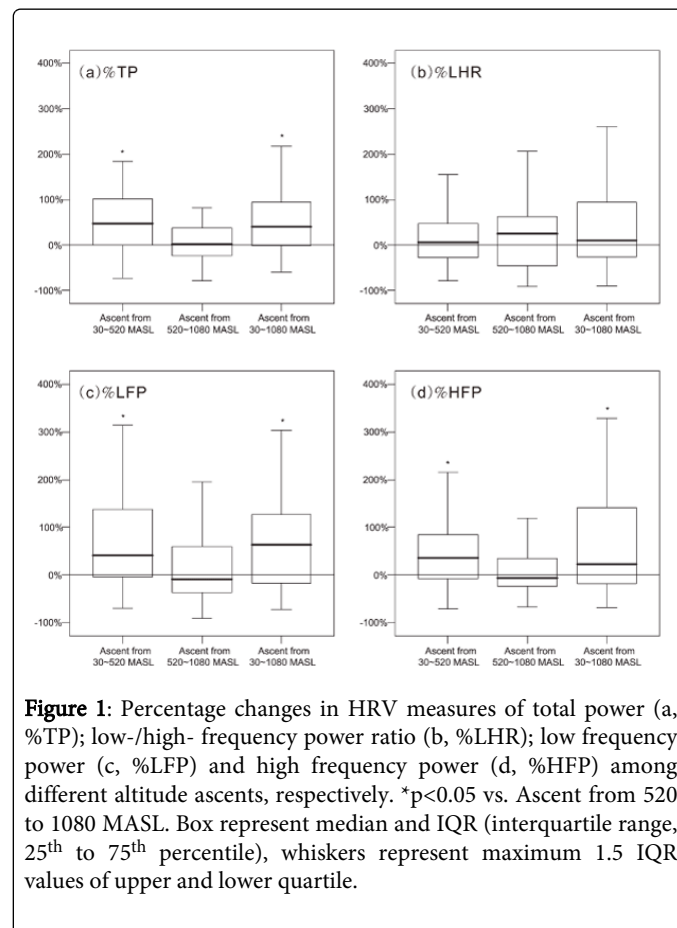 (a)%TP
400%
300%
200%
100%
0%
-100%
*
*
Ascent from Ascent from Ascent from
30~520 MASL 520~1080 MASL 30~1080 MASL
(b)%LHR
400%
300%
200%
100%
0%
-100%
Ascent from Ascent from Ascent from
30~520 MASL 520~1080 MASL 30~1080 MASL
(c)%LFP
400%
300%
200%
100%
0%
-100%
*
*
Ascent from Ascent from Ascent from
30~520 MASL 520~1080 MASL 30~1080 MASL
(d)%HFP
400%
300%
200%
100%
0%
-100%
*
*
Ascent from Ascent from Ascent from
30~520 MASL 520~1080 MASL 30~1080 MASL
Figure 1: Percentage changes in HRV measures of total power (a,
%TP); low-/high- frequency power ratio (b, %LHR); low frequency
power (c, %LFP) and high frequency power (d, %HFP) among
different altitude ascents, respectively. *p<0.05 vs. Ascent from 520
to 1080 MASL. Box represent median and IQR (interquartile range,
25th to 75th percentile), whiskers represent maximum 1.5 IQR
values of upper and lower quartile.